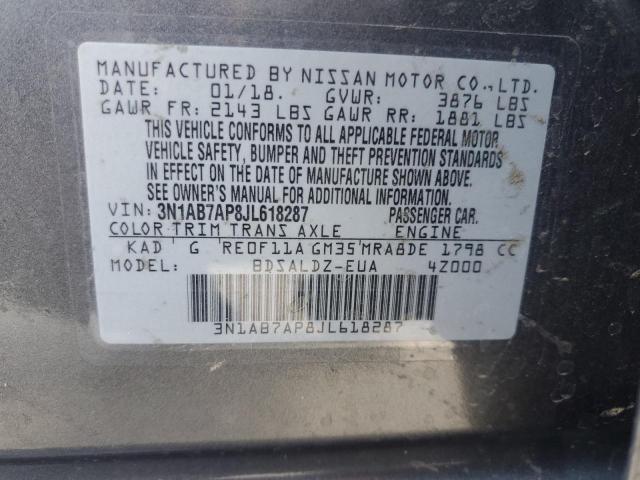 MANUFACTURED BY NISSAN MOTOR CO., LTD.
DATE: 01/18. GVWR: 3876 LBS
GAWR FR: 2143 LBS GAWR RR: 1881 LBS
THIS VEHICLE CONFORMS TO ALL APPLICABLE FEDERAL MOTOR
VEHICLE SAFETY, BUMPER AND THEFT PREVENTION STANDARDS
IN EFFECT ON THE DATE OF MANUFACTURE SHOWN ABOVE.
SEE OWNER'S MANUAL FOR ADDITIONAL INFORMATION.
VIN: 3N1AB7AP8JL618287 PASSENGER CAR.
COLOR TRIM TRANS AXLE ENGINE
KAD G RE0F11A GM35 MRA8DE 1798 CC
MODEL: BDSALDZ-EUA 4Z000
3N1AB7AP8JL618287